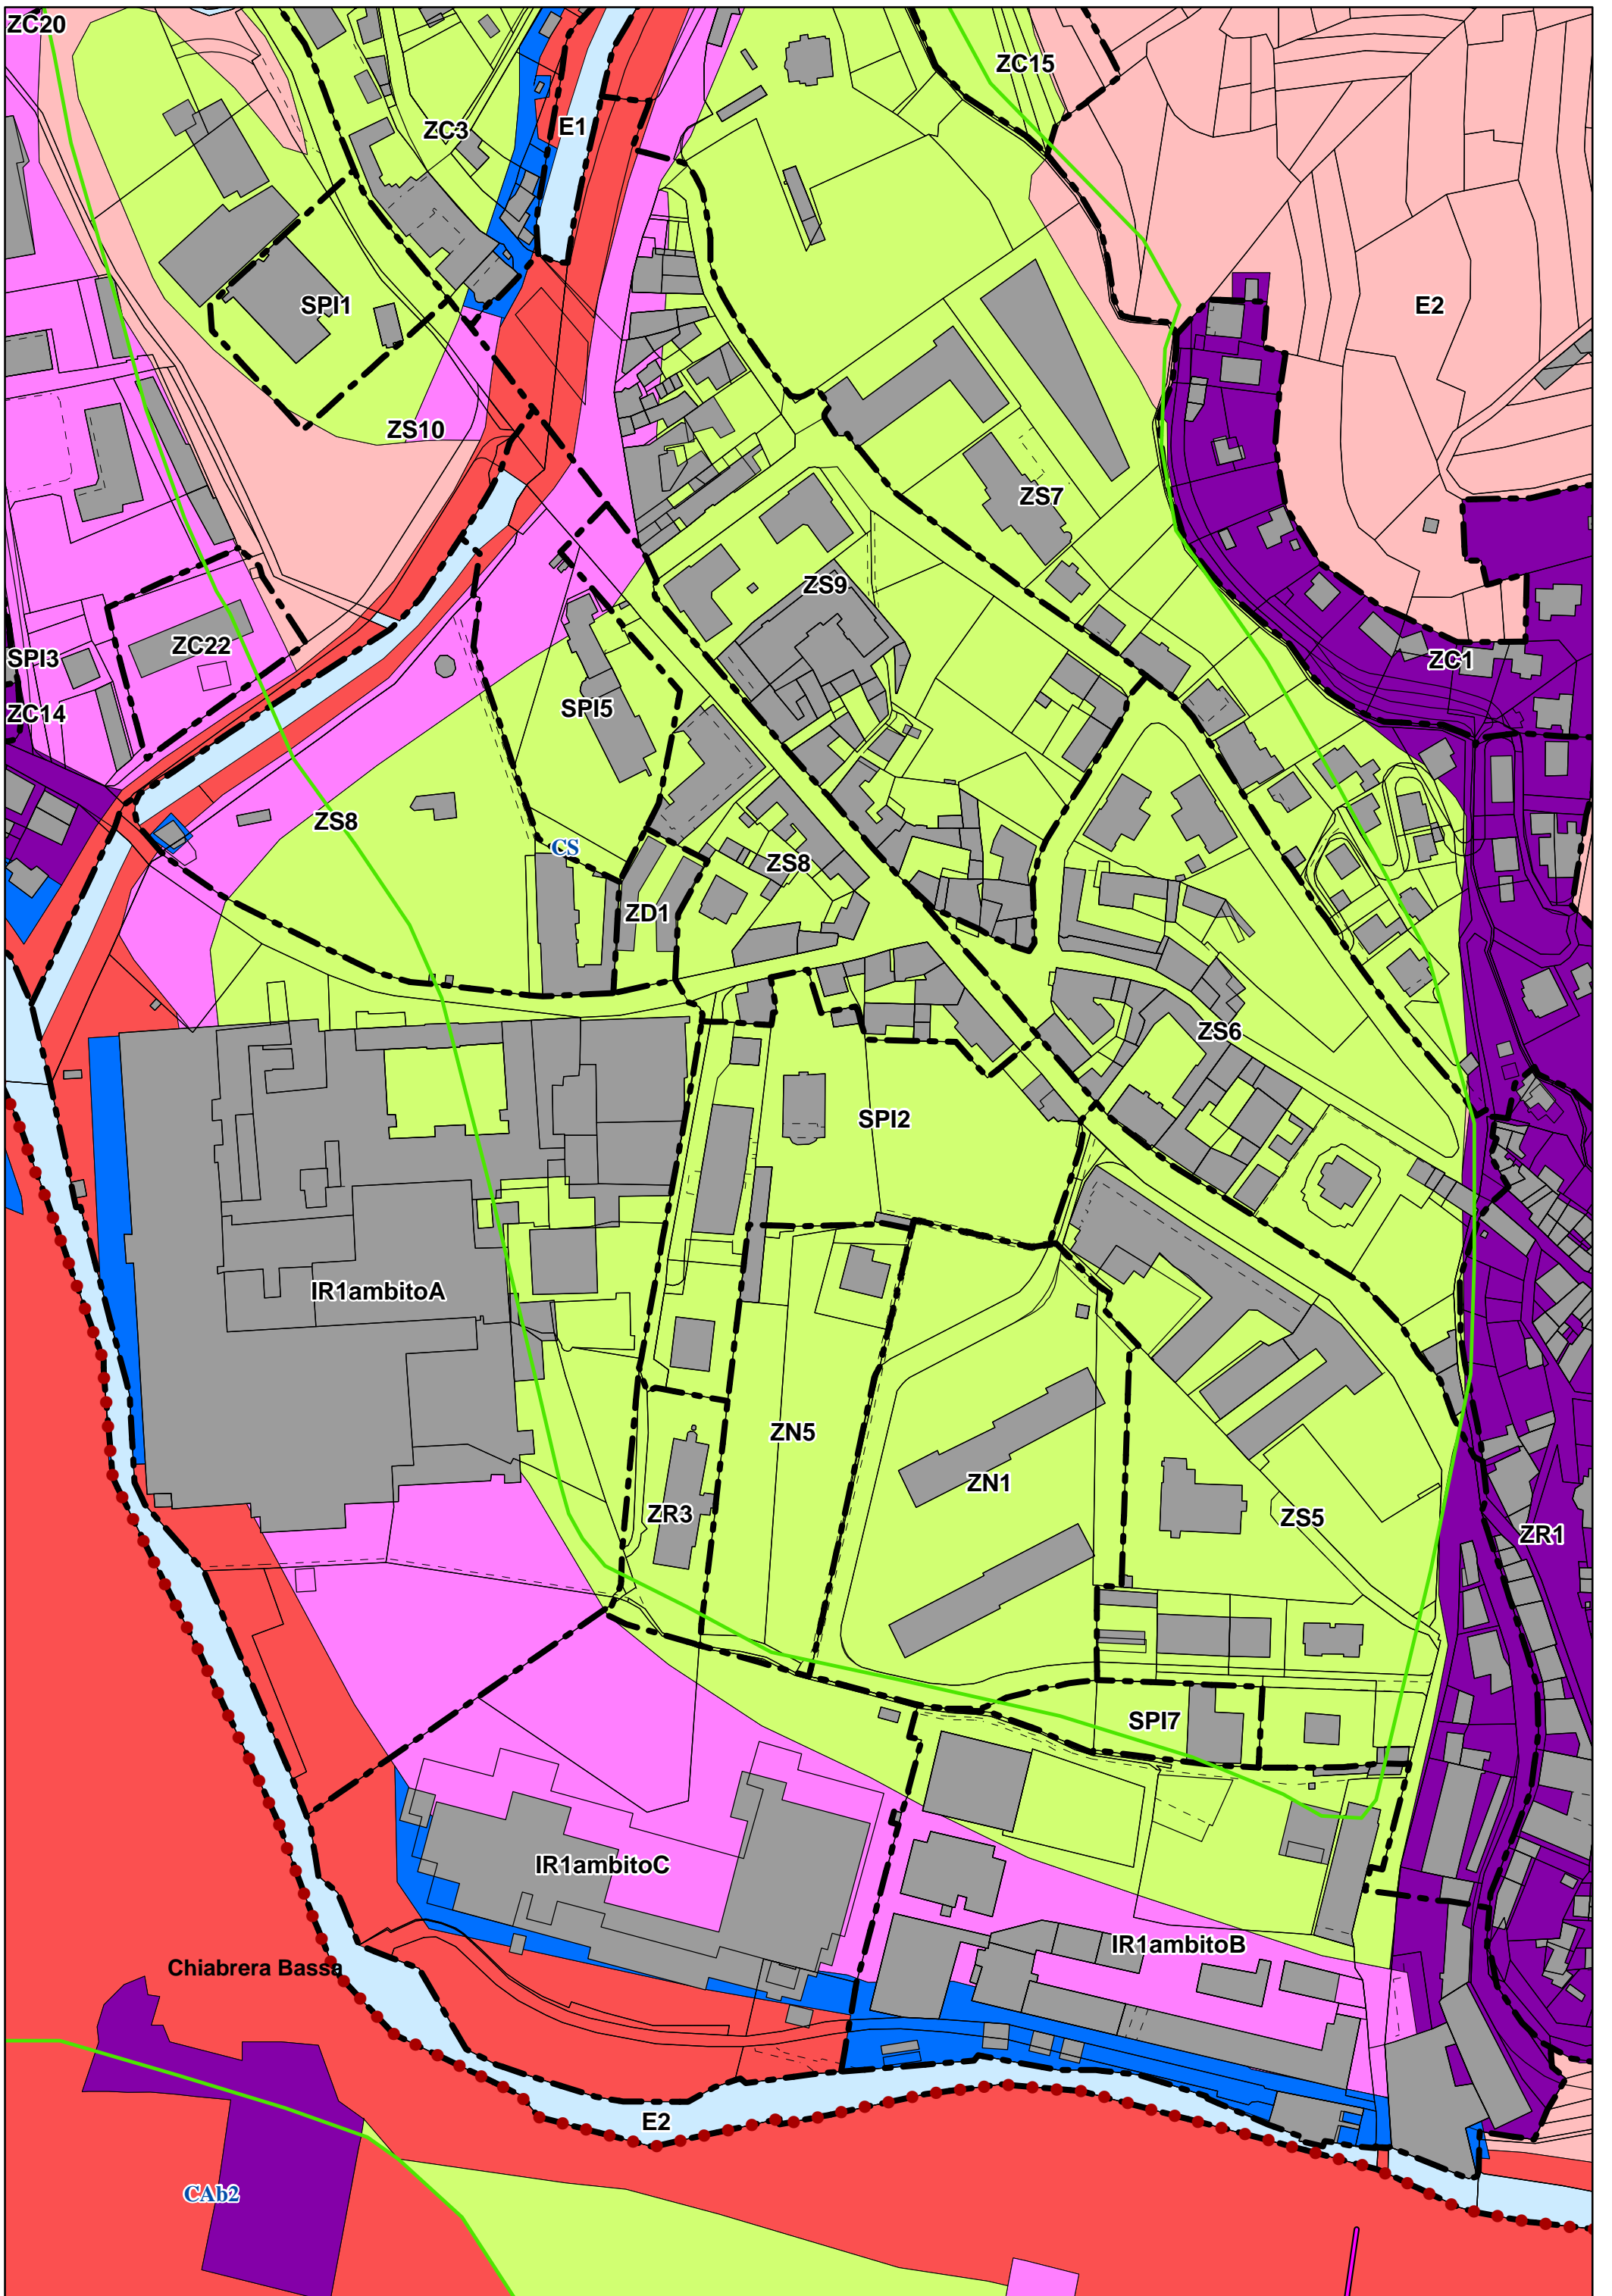 ZC20
ZC15
ZC3
E1
SPI1
E2
ZS10
ZS7
ZS9
ZC22
SPI3
ZC1
SPI5
ZC14
ZS8
CS
ZS8
ZD1
ZS6
SPI2
IR1ambitoA
ZN5
ZN1
ZR3
ZS5
ZR1
SPI7
IR1ambitoC
IR1ambitoB
Chiabrera Bassa
E2
CAb2